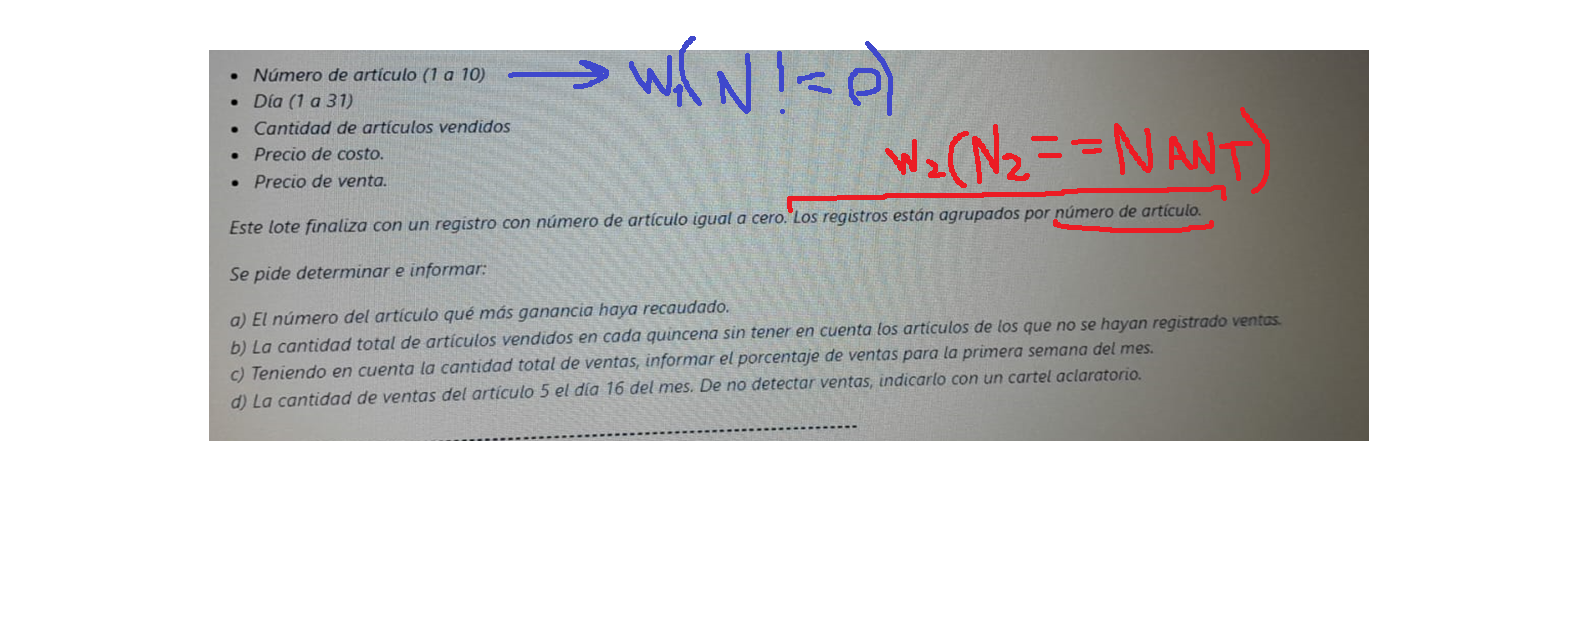 • Número de artículo (1 a 10) W1(N!=0)
• Día (1 a 31)
• Cantidad de artículos vendidos
W2(N2==NANT)
• Precio de costo.
• Precio de venta.
Este lote finaliza con un registro con número de artículo igual a cero. Los registros están agrupados por número de artículo.
Se pide determinar e informar:
a) El número del artículo qué más ganancia haya recaudado.
b) La cantidad total de artículos vendidos en cada quincena sin tener en cuenta los artículos de los que no se hayan registrado ventas.
c) Teniendo en cuenta la cantidad total de ventas, informar el porcentaje de ventas para la primera semana del mes.
d) La cantidad de ventas del artículo 5 el día 16 del mes. De no detectar ventas, indicarlo con un cartel aclaratorio.